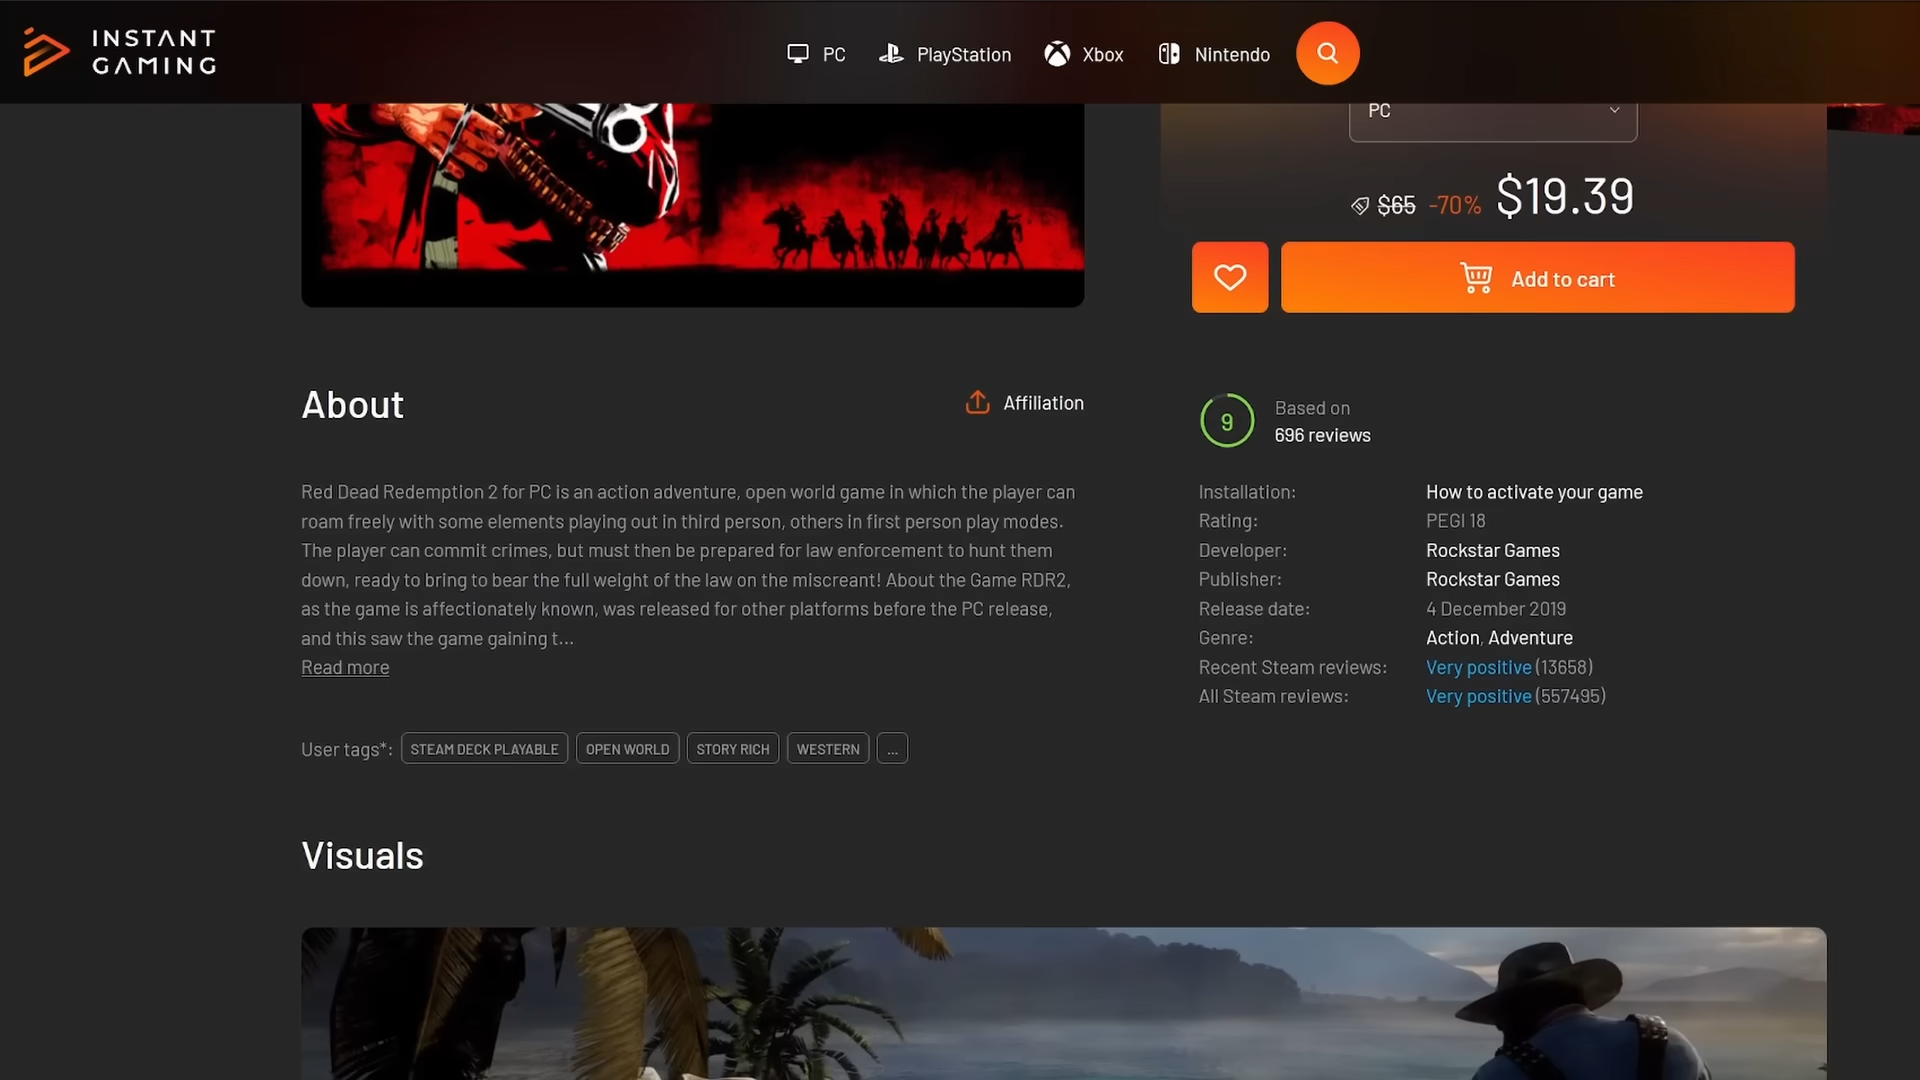 INSTANT
GAMING
PC
PlayStation
Xbox
Nintendo
PC
$65 -70% $19.39
Add to cart
About
Affiliation
9
Based on
696 reviews
Red Dead Redemption 2 for PC is an action adventure, open world game in which the player can
roam freely with some elements playing out in third person, others in first person play modes.
The player can commit crimes, but must then be prepared for law enforcement to hunt them
down, ready to bring to bear the full weight of the law on the miscreant! About the Game RDR2,
as the game is affectionately known, was released for other platforms before the PC release,
and this saw the game gaining t...
Read more
Installation: How to activate your game
Rating: PEGI 18
Developer: Rockstar Games
Publisher: Rockstar Games
Release date: 4 December 2019
Genre: Action, Adventure
Recent Steam reviews: Very positive (13658)
All Steam reviews: Very positive (557495)
User tags*: STEAM DECK PLAYABLE OPEN WORLD STORY RICH WESTERN ...
Visuals